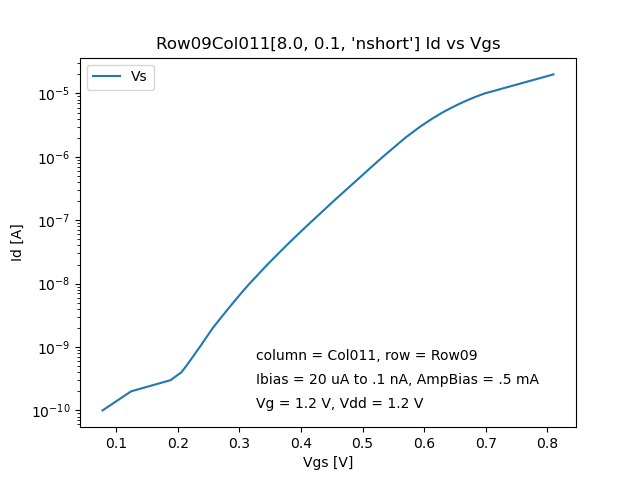 Row09Col011[8.0, 0.1, 'nshort'] Id vs Vgs
Vs
Id [A]
10⁻⁵
10⁻⁶
10⁻⁷
10⁻⁸
10⁻⁹
10⁻¹⁰
column = Col011, row = Row09
Ibias = 20 uA to .1 nA, AmpBias = .5 mA
Vg = 1.2 V, Vdd = 1.2 V
0.1 0.2 0.3 0.4 0.5 0.6 0.7 0.8
Vgs [V]